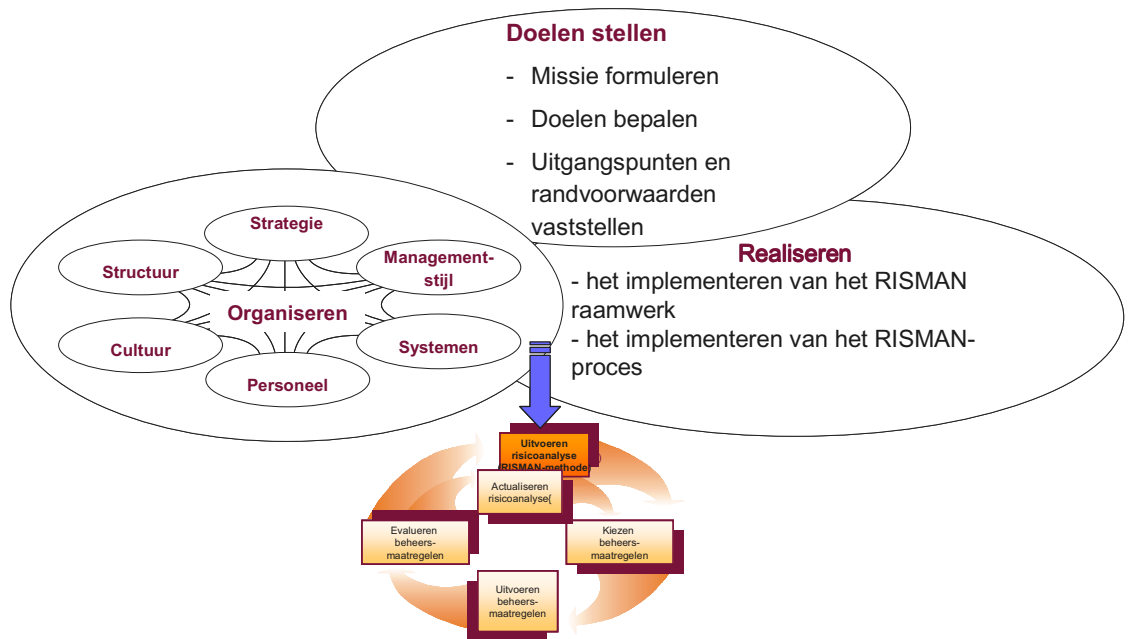 Doelen stellen
- Missie formuleren
- Doelen bepalen
- Uitgangspunten en
randvoorwaarden
vaststellen
Strategie
Structuur
Management-
stijl
Organiseren
Cultuur
Systemen
Personeel
Realiseren
- het implementeren van het RISMAN
raamwerk
- het implementeren van het RISMAN-
proces
Uitvoeren
risicoanalyse
(RISMAN-methode)
Actualiseren
risicoanalyse{
Evalueren
beheers-
maatregelen
Kiezen
beheers-
maatregelen
Uitvoeren
beheers-
maatregelen